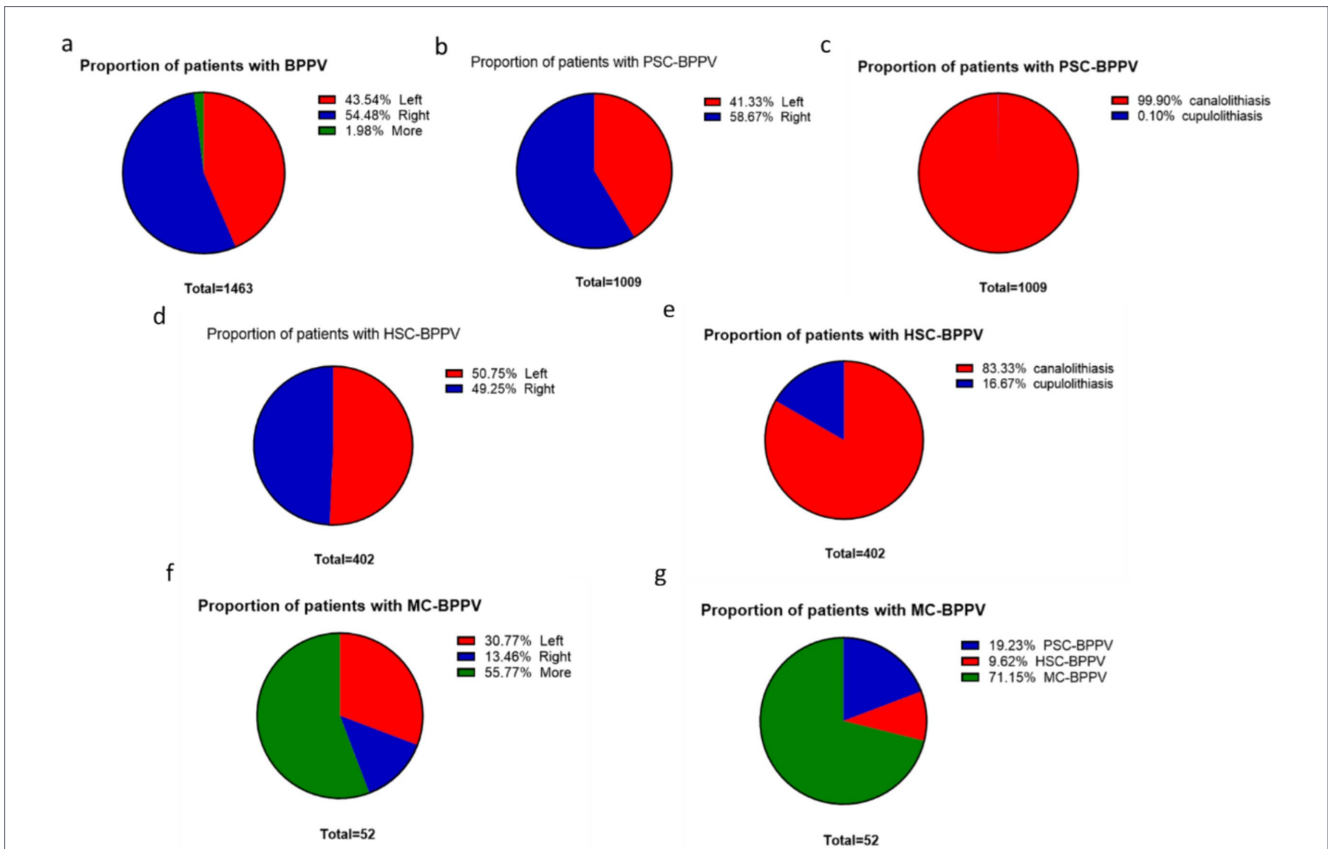 a
Proportion of patients with BPPV
43.54% Left
54.48% Right
1.98% More
Total=1463
b
Proportion of patients with PSC-BPPV
41.33% Left
58.67% Right
Total=1009
c
Proportion of patients with PSC-BPPV
99.90% canalolithiasis
0.10% cupulolithiasis
Total=1009
d
Proportion of patients with HSC-BPPV
50.75% Left
49.25% Right
Total=402
e
Proportion of patients with HSC-BPPV
83.33% canalolithiasis
16.67% cupulolithiasis
Total=402
f
Proportion of patients with MC-BPPV
30.77% Left
13.46% Right
55.77% More
Total=52
g
Proportion of patients with MC-BPPV
19.23% PSC-BPPV
9.62% HSC-BPPV
71.15% MC-BPPV
Total=52